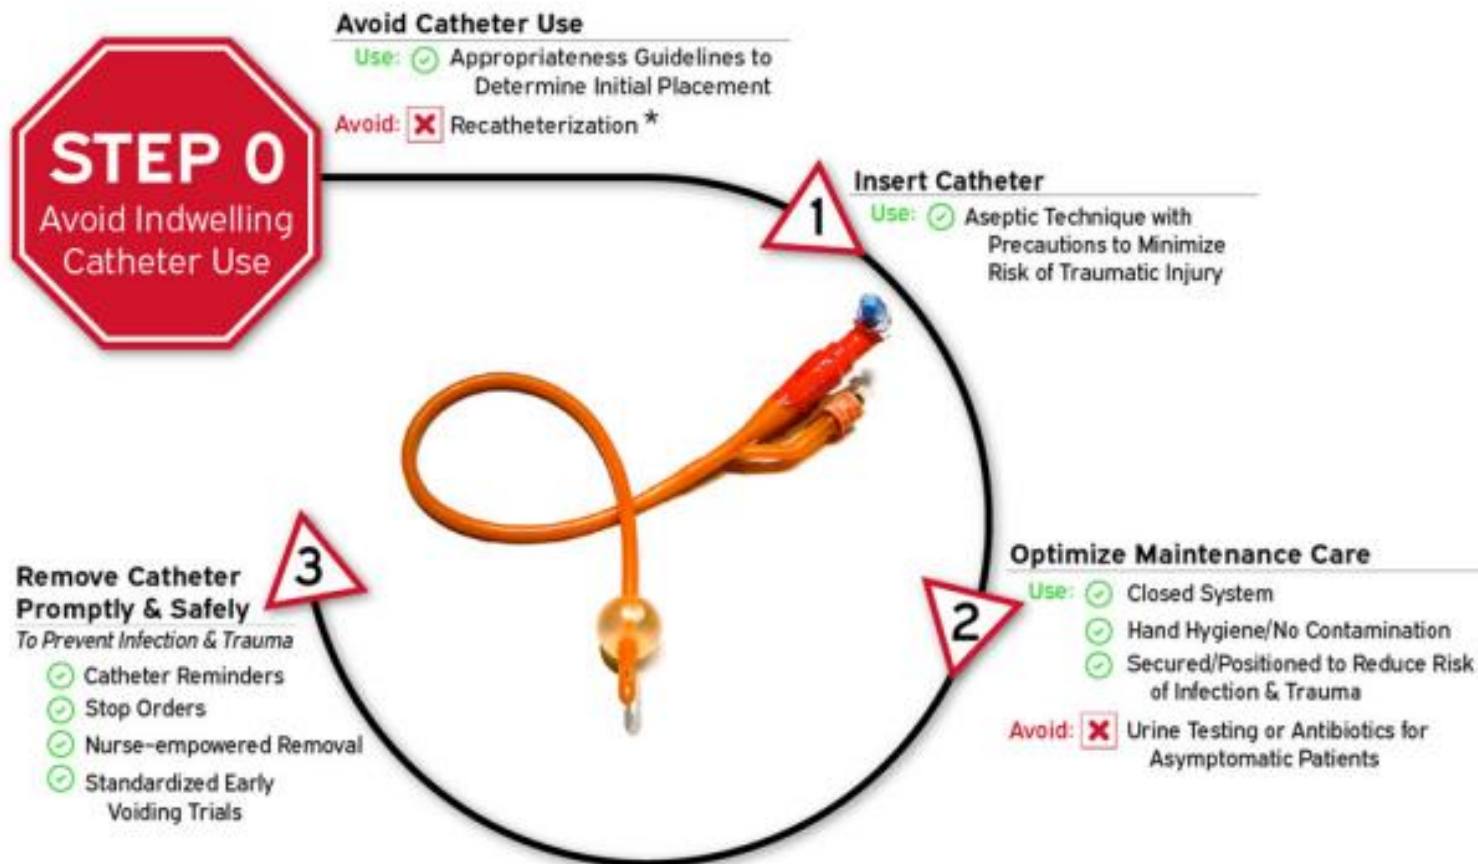 STEP 0
Avoid Indwelling
Catheter Use
Avoid Catheter Use
Use: Appropriateness Guidelines to
Determine Initial Placement
Avoid: Recatheterization *
1
Insert Catheter
Use: Aseptic Technique with
Precautions to Minimize
Risk of Traumatic Injury
2
Optimize Maintenance Care
Use: Closed System
Hand Hygiene/No Contamination
Secured/Positioned to Reduce Risk
of Infection & Trauma
Avoid: Urine Testing or Antibiotics for
Asymptomatic Patients
3
Remove Catheter
Promptly & Safely
To Prevent Infection & Trauma
Catheter Reminders
Stop Orders
Nurse-empowered Removal
Standardized Early
Voiding Trials